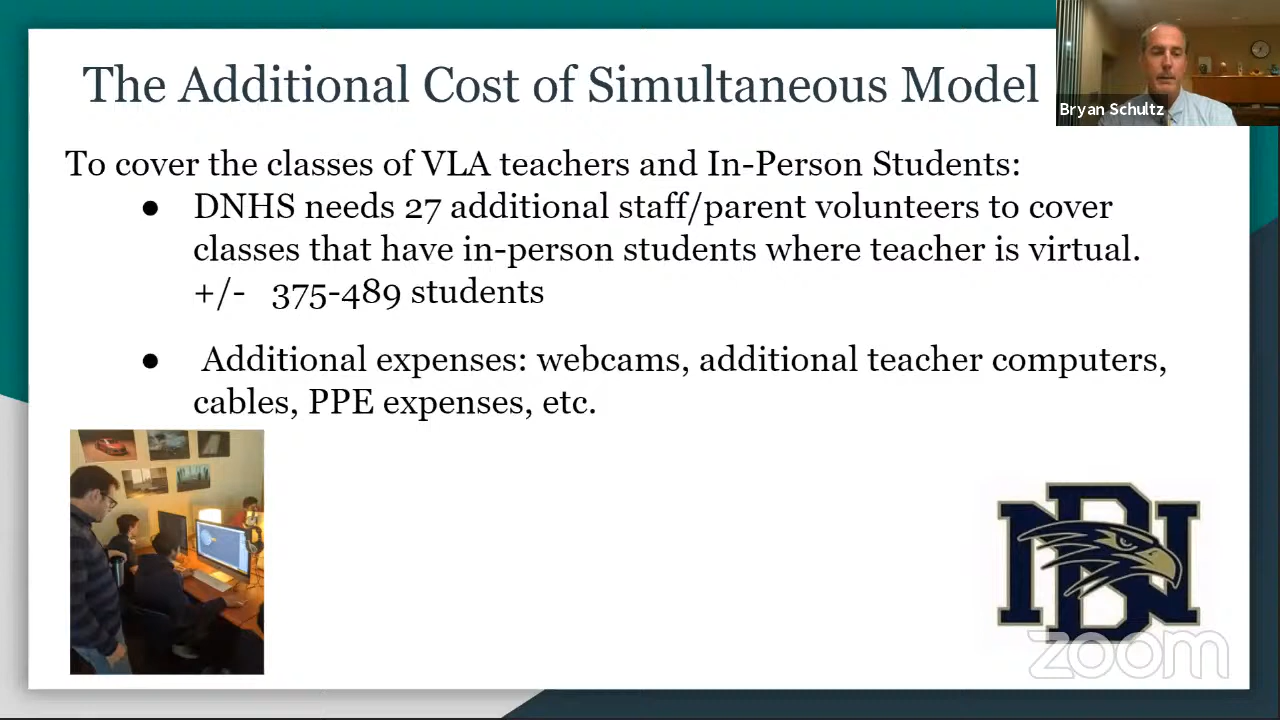 The Additional Cost of Simultaneous Model
Bryan Schultz
To cover the classes of VLA teachers and In-Person Students:
● DNHS needs 27 additional staff/parent volunteers to cover
classes that have in-person students where teacher is virtual.
+/- 375-489 students
● Additional expenses: webcams, additional teacher computers,
cables, PPE expenses, etc.
DN
zoom